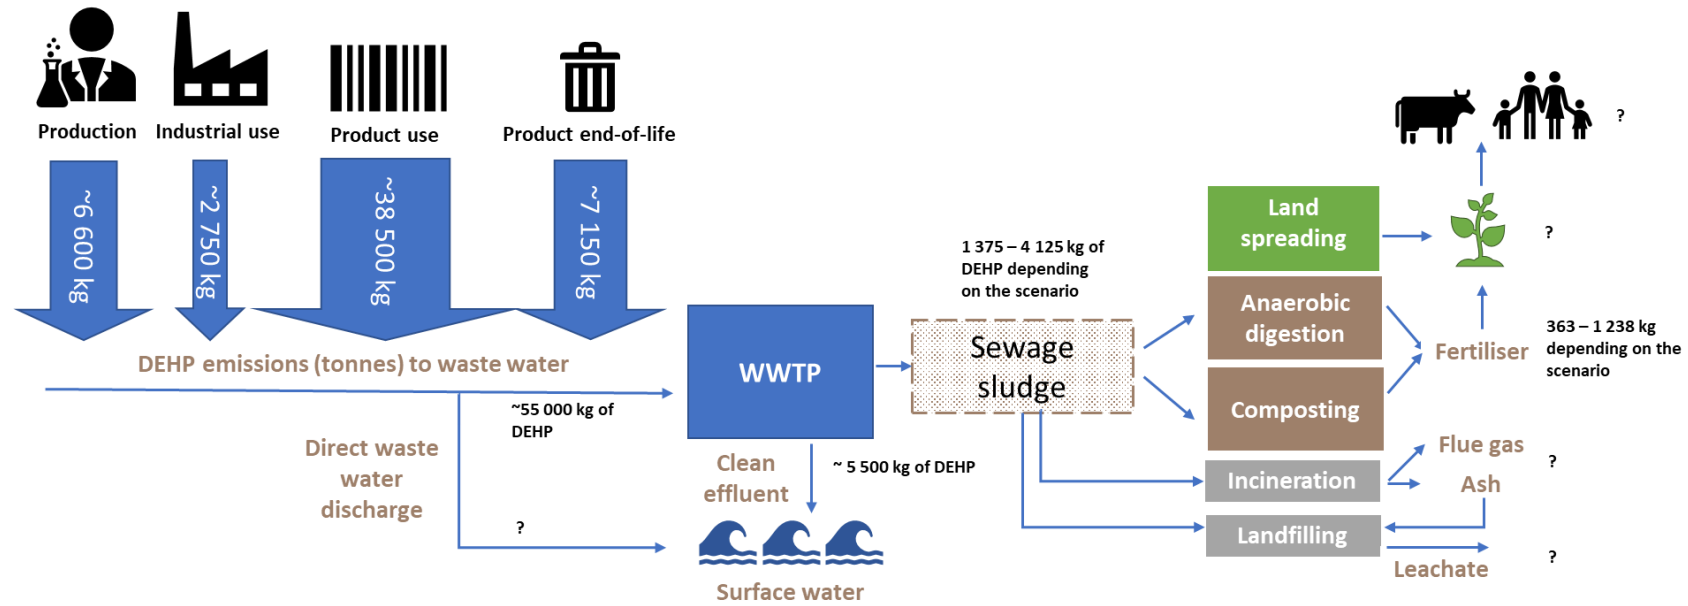 Production
Industrial use
Product use
Product end-of-life
~6 600 kg
~2 750 kg
~38 500 kg
~7 150 kg
DEHP emissions (tonnes) to waste water
~55 000 kg of
DEHP
Direct waste
water
discharge
?
WWTP
Clean
effluent
~ 5 500 kg of DEHP
Surface water
1 375 – 4 125 kg of
DEHP depending
on the scenario
Sewage
sludge
Land
spreading
Anaerobic
digestion
Composting
Incineration
Landfilling
?
?
Fertiliser
363 – 1 238 kg
depending on the
scenario
Flue gas
?
Ash
Leachate
?